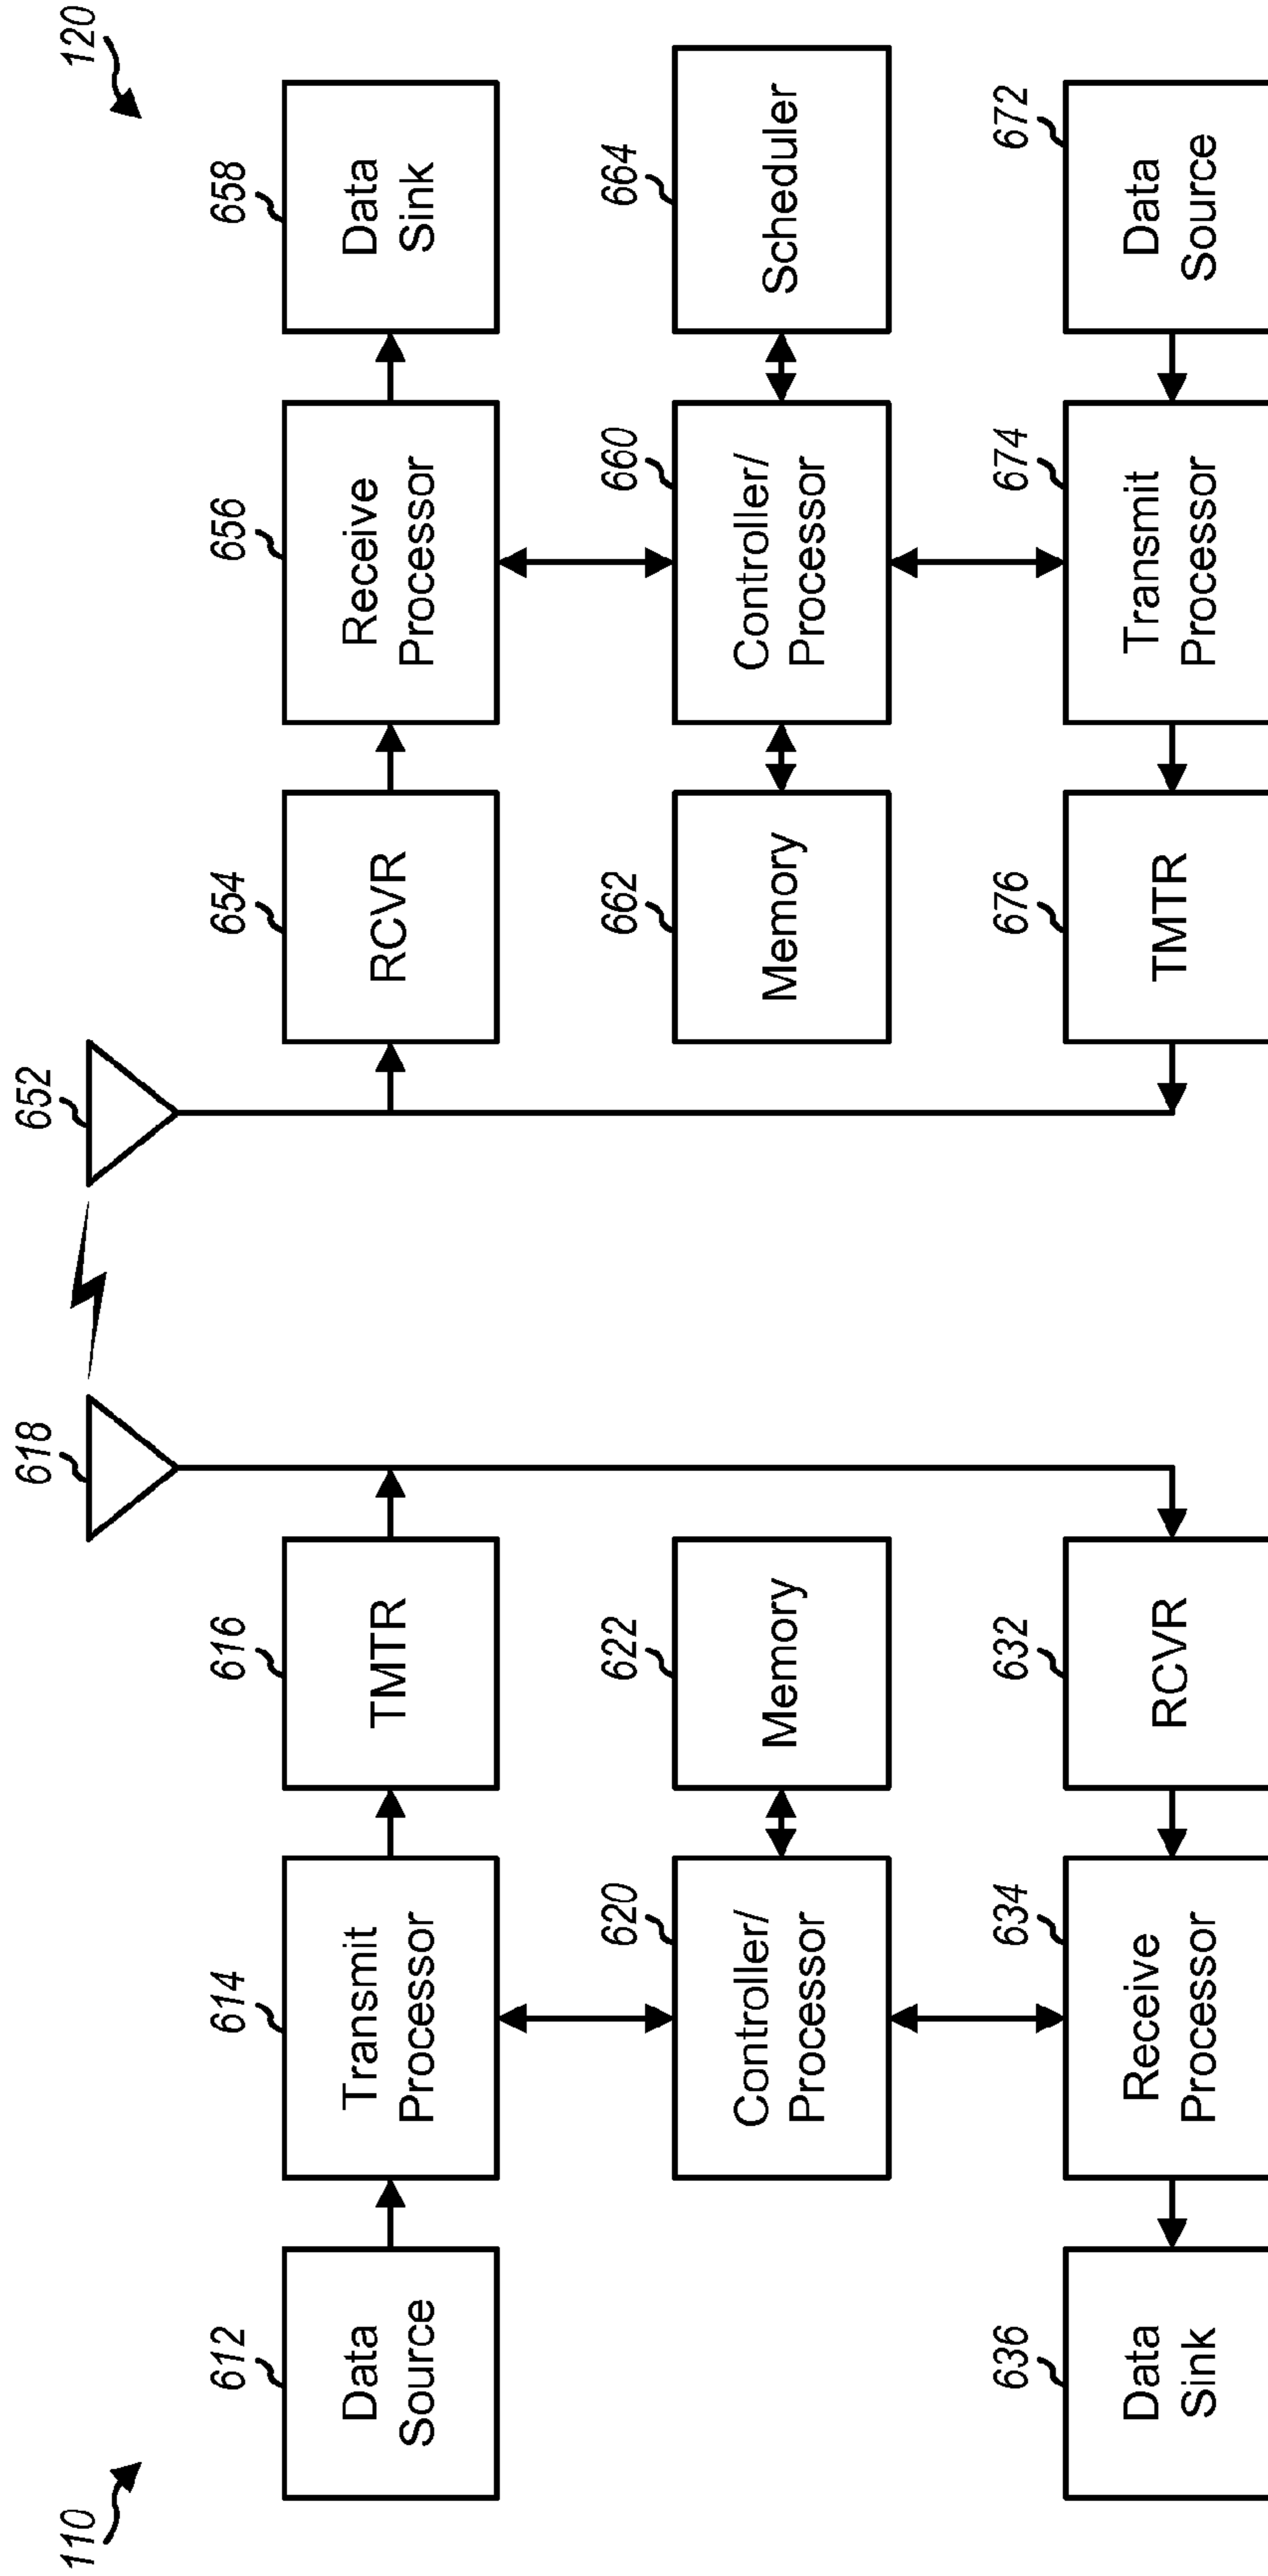 110
120
618
652
612
Data
Source
614
Transmit
Processor
616
TMTR
654
RCVR
656
Receive
Processor
658
Data
Sink
620
Controller/
Processor
622
Memory
662
Memory
660
Controller/
Processor
664
Scheduler
636
Data
Sink
634
Receive
Processor
632
RCVR
676
TMTR
674
Transmit
Processor
672
Data
Source